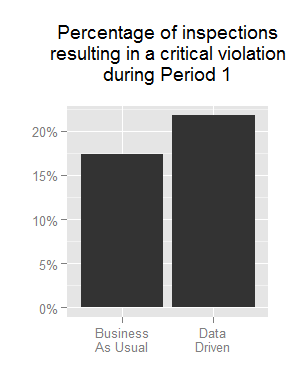 Percentage of inspections
resulting in a critical violation
during Period 1
20%
15%
10%
5%
0%
Business
As Usual
Data
Driven